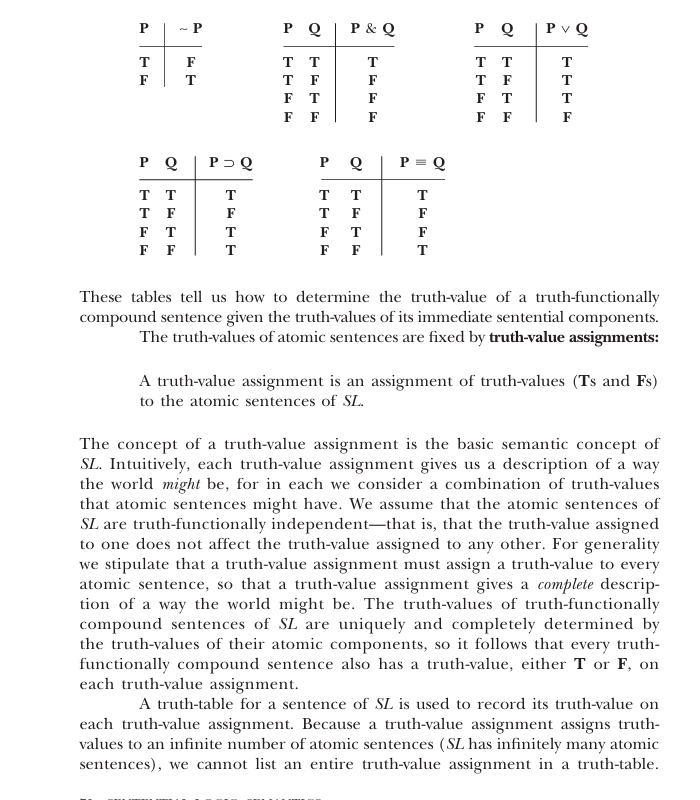 P ~ P P Q P & Q P Q P ∨ Q
T F T T T T T T
F T T F F T F T
F T F F T T
F F F F F F
P Q P ⊃ Q P Q P ≡ Q
T T T T T T
T F F T F F
F T T F T F
F F T F F T
These tables tell us how to determine the truth-value of a truth-functionally
compound sentence given the truth-values of its immediate sentential components.
The truth-values of atomic sentences are fixed by truth-value assignments:
A truth-value assignment is an assignment of truth-values (Ts and Fs)
to the atomic sentences of SL.
The concept of a truth-value assignment is the basic semantic concept of
SL. Intuitively, each truth-value assignment gives us a description of a way
the world might be, for in each we consider a combination of truth-values
that atomic sentences might have. We assume that the atomic sentences of
SL are truth-functionally independent—that is, that the truth-value assigned
to one does not affect the truth-value assigned to any other. For generality
we stipulate that a truth-value assignment must assign a truth-value to every
atomic sentence, so that a truth-value assignment gives a complete descrip-
tion of a way the world might be. The truth-values of truth-functionally
compound sentences of SL are uniquely and completely determined by
the truth-values of their atomic components, so it follows that every truth-
functionally compound sentence also has a truth-value, either T or F, on
each truth-value assignment.
A truth-table for a sentence of SL is used to record its truth-value on
each truth-value assignment. Because a truth-value assignment assigns truth-
values to an infinite number of atomic sentences (SL has infinitely many atomic
sentences), we cannot list an entire truth-value assignment in a truth-table.